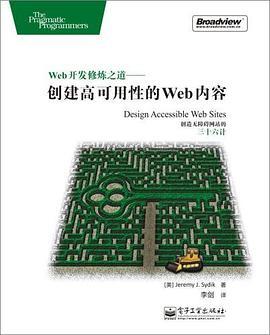 The
Pragmatic
Programmers
Broadview®
Web开发修炼之道——
创建高可用性的Web内容
Design Accessible Web Sites
创造无障碍网站的
三十六计
[美] Jeremy J. Sydik 著
李剑 译
电子工业出版社